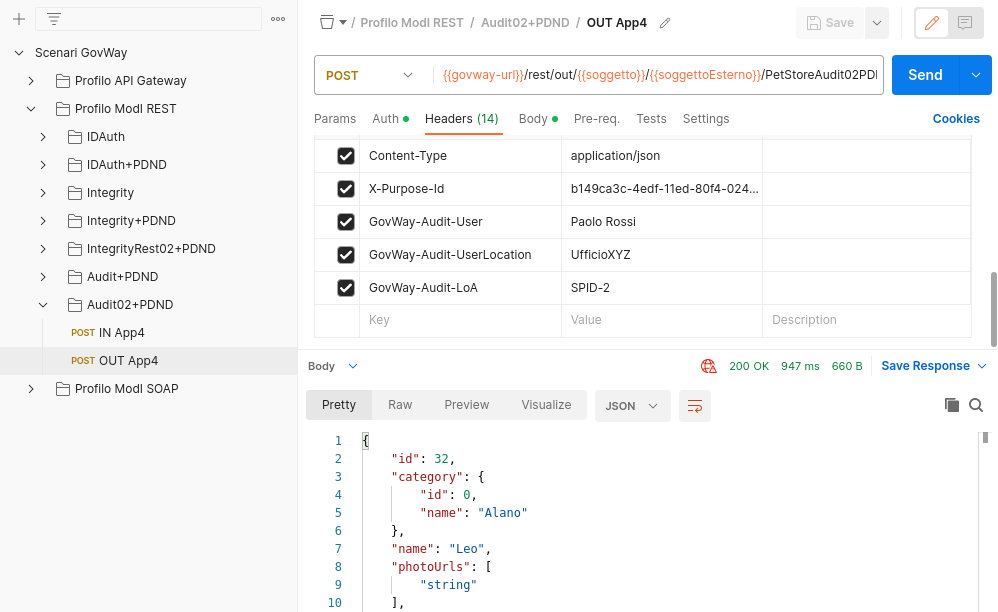 Scenari GovWay
Profilo API Gateway
Profilo ModI REST
IDAuth
IDAuth+PDND
Integrity
Integrity+PDND
IntegrityRest02+PDND
Audit+PDND
Audit02+PDND
POST IN App4
POST OUT App4
Profilo ModI SOAP
/ Profilo ModI REST / Audit02+PDND / OUT App4
Save
POST {{govway-url}}/rest/out/{{soggetto}}/{{soggettoEsterno}}/PetStoreAudit02PDI
Send
Params Auth Headers (14) Body Pre-req. Tests Settings Cookies
Content-Type application/json
X-Purpose-Id b149ca3c-4edf-11ed-80f4-024...
GovWay-Audit-User Paolo Rossi
GovWay-Audit-UserLocation UfficioXYZ
GovWay-Audit-LoA SPID-2
Key Value Description
Body 200 OK 947 ms 660 B Save Response
Pretty Raw Preview Visualize JSON
1 {
2 "id": 32,
3 "category": {
4 "id": 0,
5 "name": "Alano"
6 },
7 "name": "Leo",
8 "photoUrls": [
9 "string"
10 ],